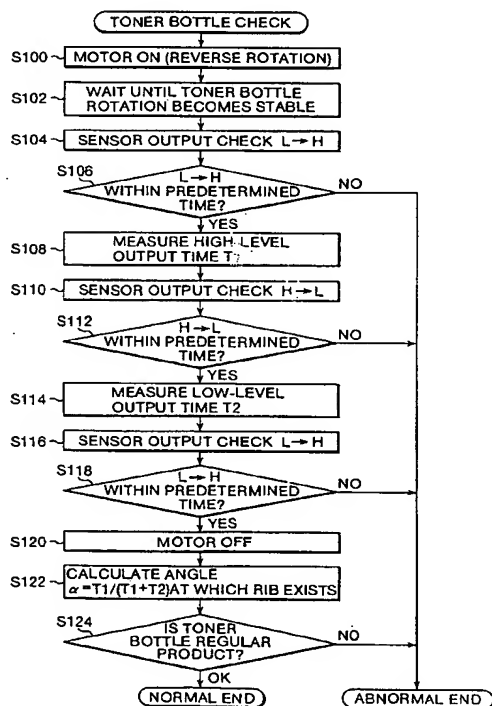 TONER BOTTLE CHECK
S100
MOTOR ON (REVERSE ROTATION)
S102
WAIT UNTIL TONER BOTTLE
ROTATION BECOMES STABLE
S104
SENSOR OUTPUT CHECK L→H
S106
L→H
WITHIN PREDETERMINED
TIME?
NO
YES
S108
MEASURE HIGH-LEVEL
OUTPUT TIME
S110
SENSOR OUTPUT CHECK H→L
S112
H→L
WITHIN PREDETERMINED
TIME?
NO
YES
S114
MEASURE LOW-LEVEL
OUTPUT TIME T2
S116
SENSOR OUTPUT CHECK L→H
S118
L→H
WITHIN PREDETERMINED
TIME?
NO
YES
S120
MOTOR OFF
S122
CALCULATE ANGLE
α=T1/(T1+T2)AT WHICH RIB EXISTS
S124
IS TONER
BOTTLE REGULAR
PRODUCT?
NO
OK
NORMAL END
ABNORMAL END